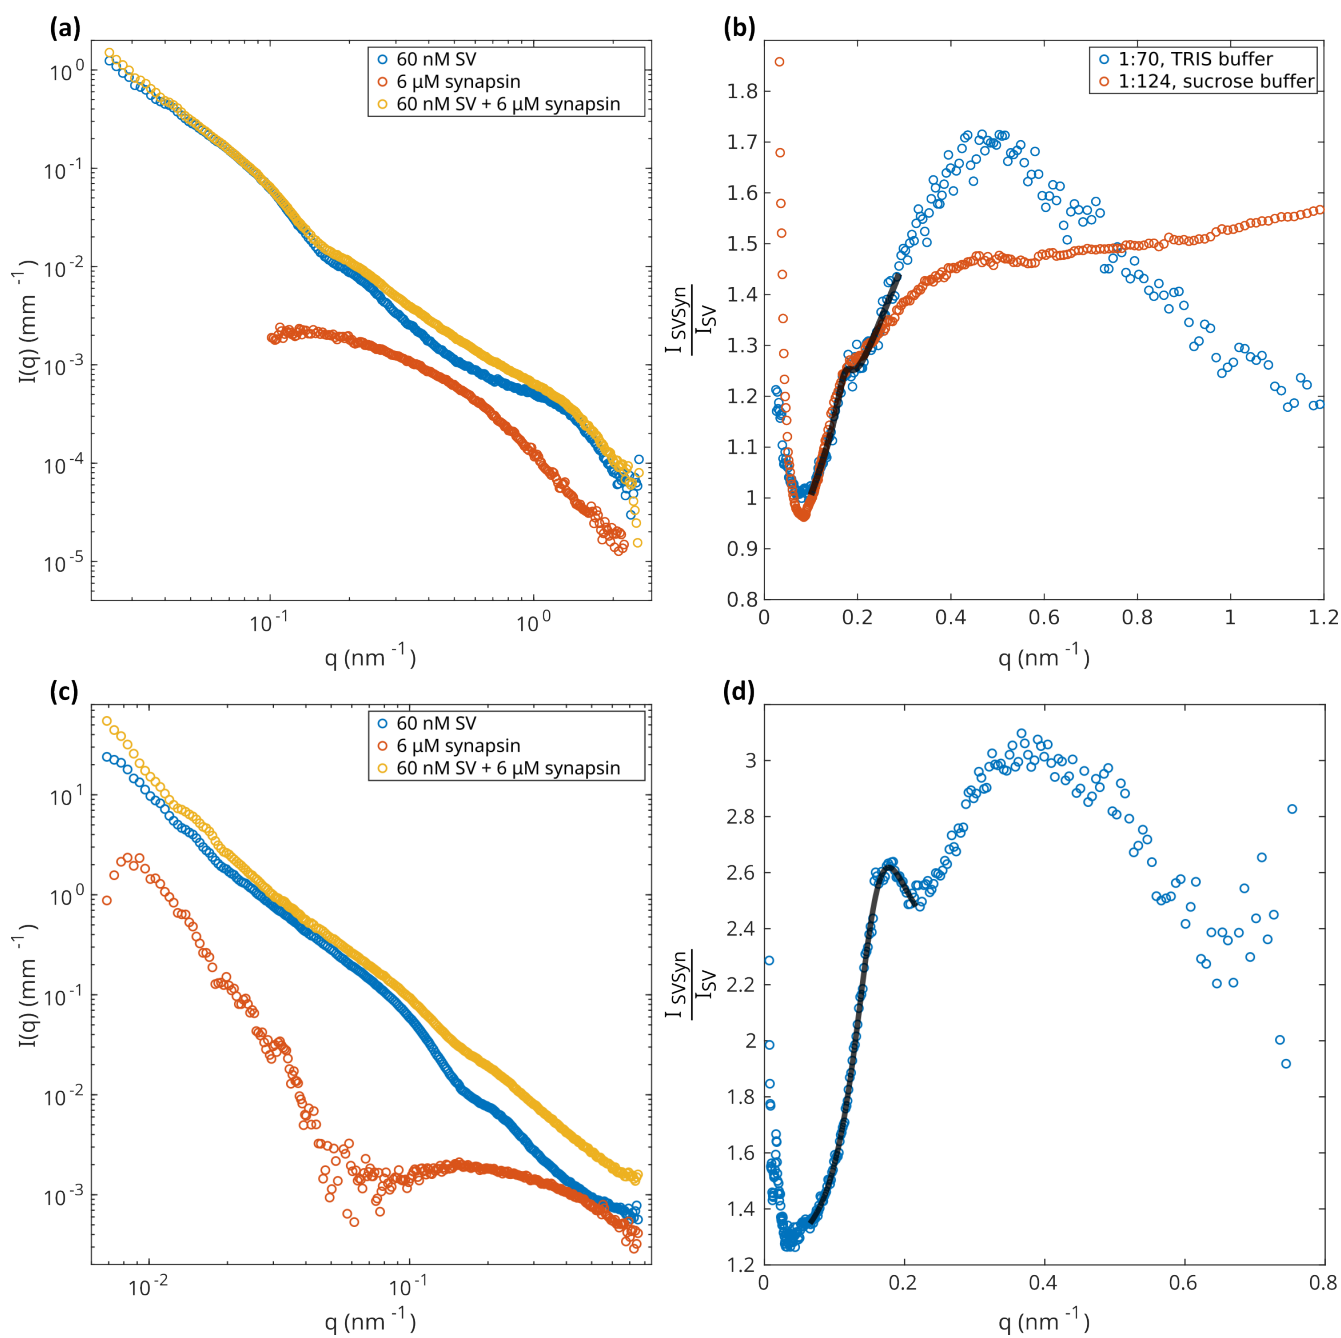 (a)
60 nM SV
6 μM synapsin
60 nM SV + 6 μM synapsin
10^0
10^-1
10^-2
10^-3
10^-4
10^-5
I(q) (mm^-1)
10^-1
10^0
q (nm^-1)
(b)
1:70, TRIS buffer
1:124, sucrose buffer
1.8
1.7
1.6
1.5
1.4
1.3
1.2
1.1
1
0.9
0.8
I SVSyn
I SV
0
0.2
0.4
0.6
0.8
1
1.2
q (nm^-1)
(c)
60 nM SV
6 μM synapsin
60 nM SV + 6 μM synapsin
10^1
10^0
10^-1
10^-2
10^-3
I(q) (mm^-1)
10^-2
10^-1
q (nm^-1)
(d)
3
2.8
2.6
2.4
2.2
2
1.8
1.6
1.4
1.2
I SVSyn
I SV
0
0.2
0.4
0.6
0.8
q (nm^-1)